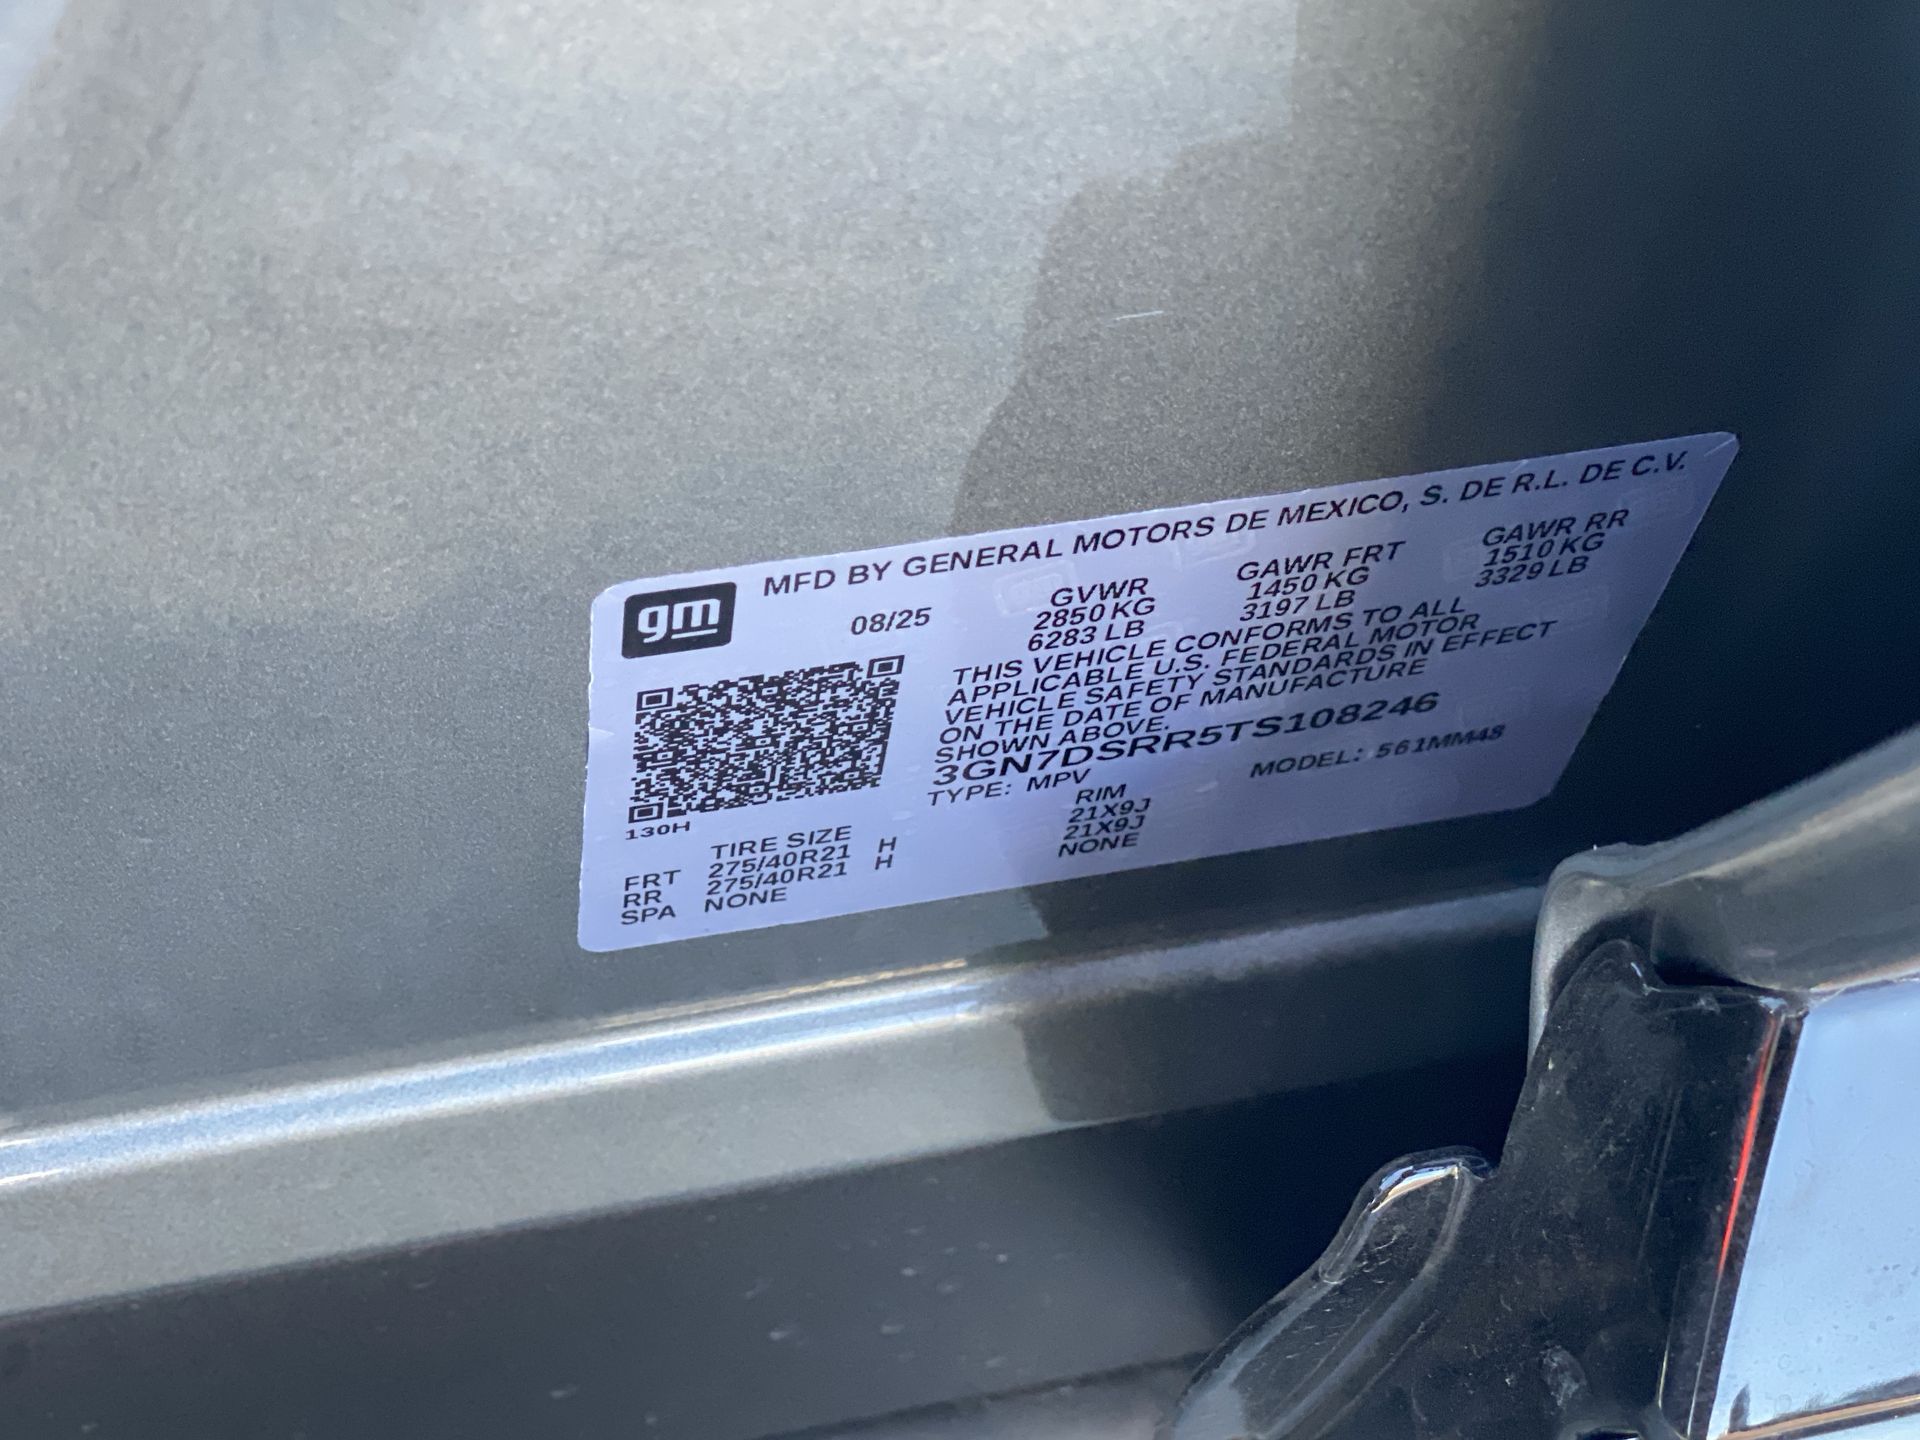 gm
MFD BY GENERAL MOTORS DE MEXICO, S. DE R.L. DE C.V.
08/25 GVWR GAWR FRT GAWR RR
2850 KG 1450 KG 1510 KG
6283 LB 3197 LB 3329 LB
THIS VEHICLE CONFORMS TO ALL
APPLICABLE U.S. FEDERAL MOTOR
VEHICLE SAFETY STANDARDS IN EFFECT
ON THE DATE OF MANUFACTURE
SHOWN ABOVE.
3GN7DSRR5TS108246
TYPE: MPV MODEL: 561MM48
130H
TIRE SIZE RIM
FRT 275/40R21 H 21X9J
RR 275/40R21 H 21X9J
SPA NONE NONE